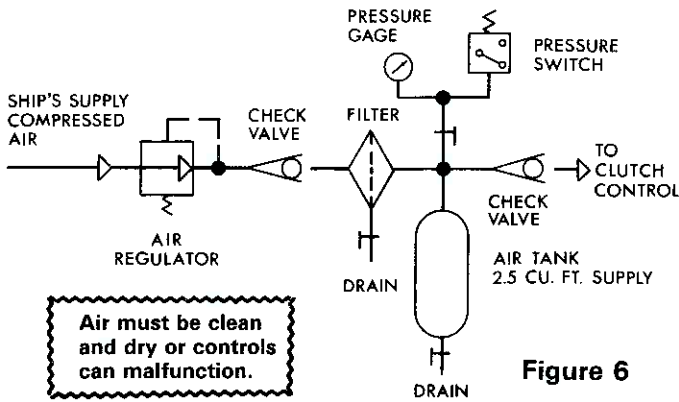 PRESSURE
GAGE
PRESSURE
SWITCH
SHIP'S SUPPLY
COMPRESSED
AIR
CHECK
VALVE
FILTER
TO
CLUTCH
CONTROL
CHECK
VALVE
AIR
REGULATOR
DRAIN
AIR TANK
2.5 CU. FT. SUPPLY
Air must be clean
and dry or controls
can malfunction.
DRAIN
Figure 6